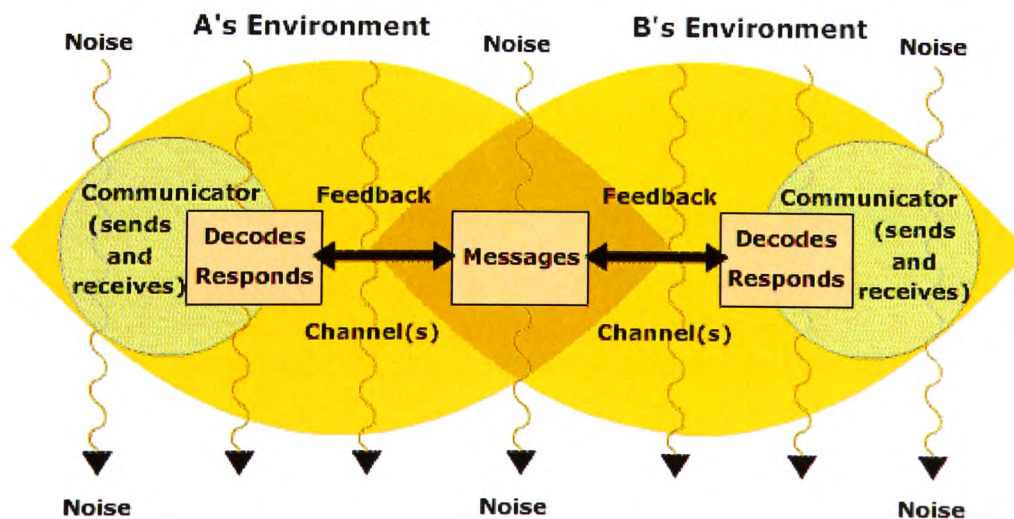 A's Environment
B's Environment
Noise
Noise
Noise
Communicator
(sends
and
receives)
Decodes
Responds
Feedback
Channel(s)
Messages
Feedback
Channel(s)
Decodes
Responds
Communicator
(sends
and
receives)
Noise
Noise
Noise